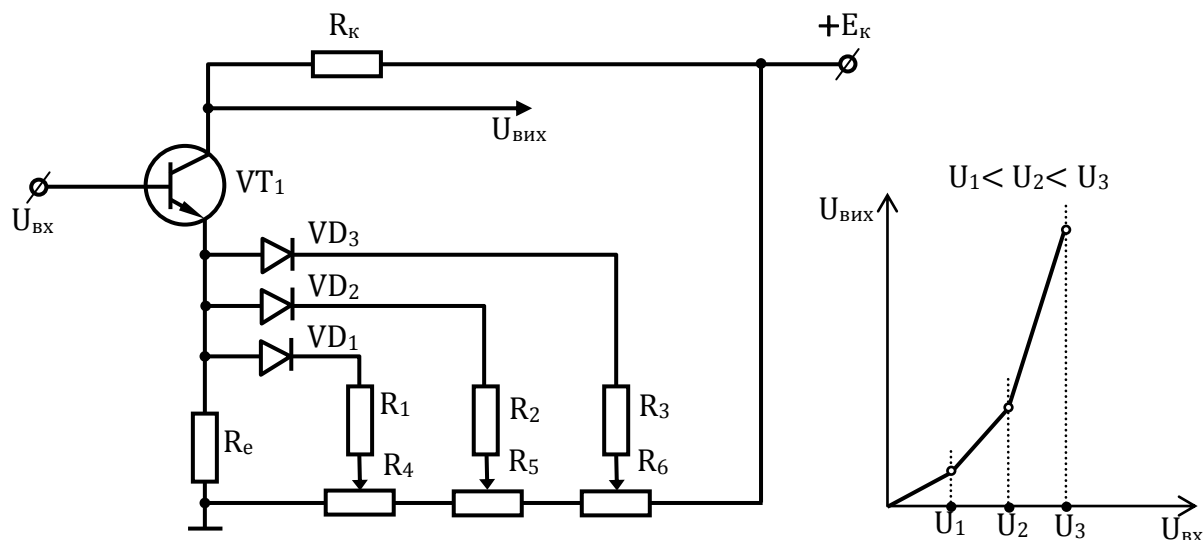 Rк
+Eк
Uвих
VT1
Uвх
VD3
VD2
VD1
R1
R2
R3
Re
R4
R5
R6
U1< U2< U3
Uвих
U1
U2
U3
Uвх